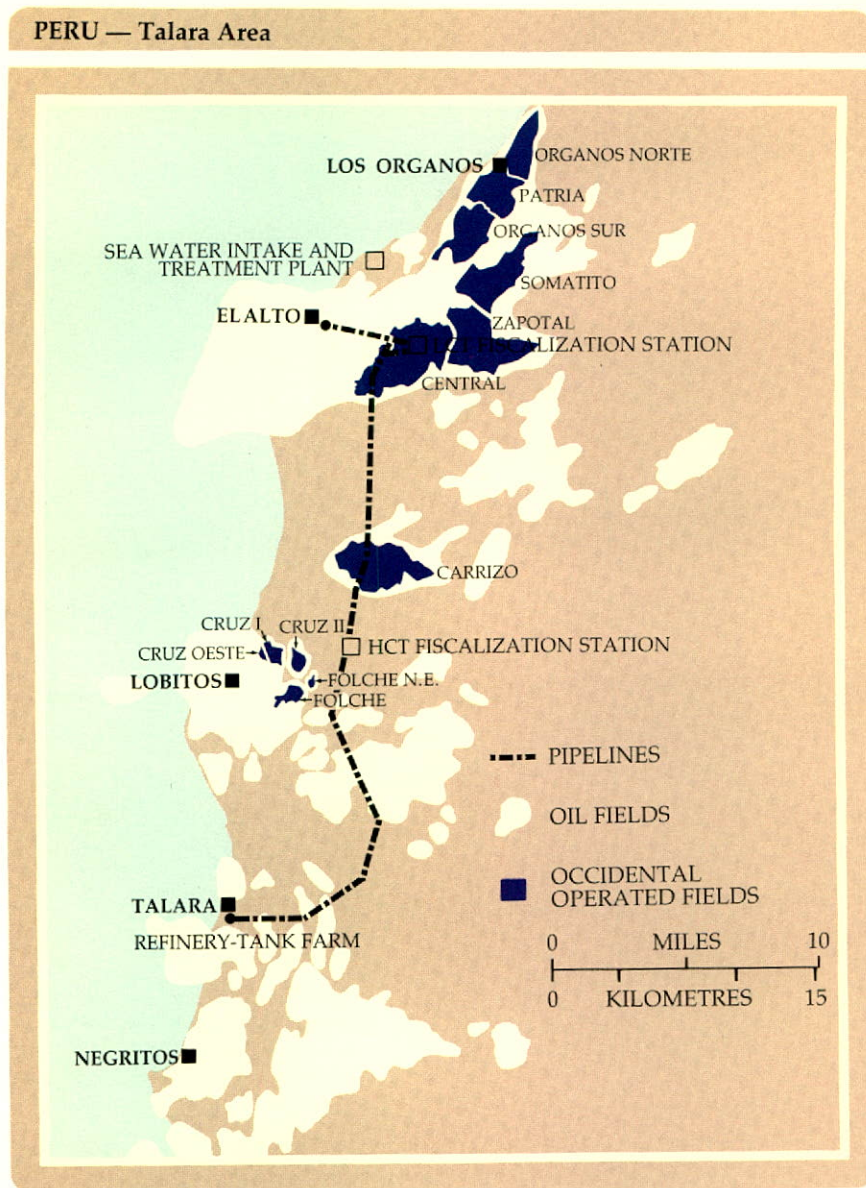 PERU — Talara Area
ORGANOS NORTE
LOS ORGANOS
PATRIA
ORGANOS SUR
SEA WATER INTAKE AND
TREATMENT PLANT
SOMATITO
EL ALTO
ZAPOTAL
HCT FISCALIZATION STATION
CENTRAL
CARRIZO
CRUZ I
CRUZ II
HCT FISCALIZATION STATION
CRUZ OESTE
LOBITOS
FOLCHE N.E.
FOLCHE
PIPELINES
OIL FIELDS
OCCIDENTAL
OPERATED FIELDS
TALARA
REFINERY-TANK FARM
0 MILES 10
0 KILOMETRES 15
NEGRITOS